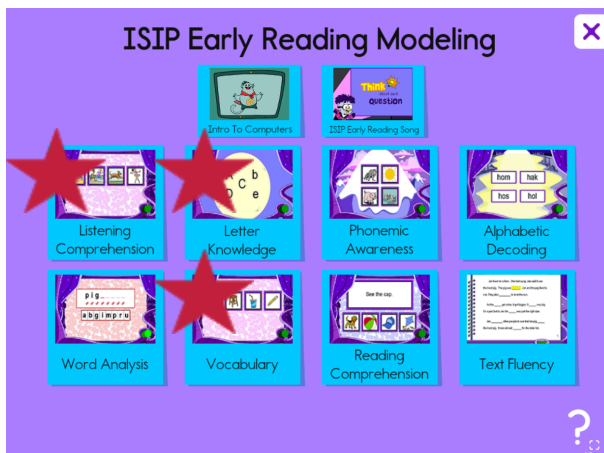 ISIP Early Reading Modeling
Think
question
Intro To Computers
ISIP Early Reading Song
b
C
e
hom hak
hos hol
Listening
Comprehension
Letter
Knowledge
Phonemic
Awareness
Alphabetic
Decoding
pig
abgimpru
See the cap.
Word Analysis
Vocabulary
Reading
Comprehension
Text Fluency
?